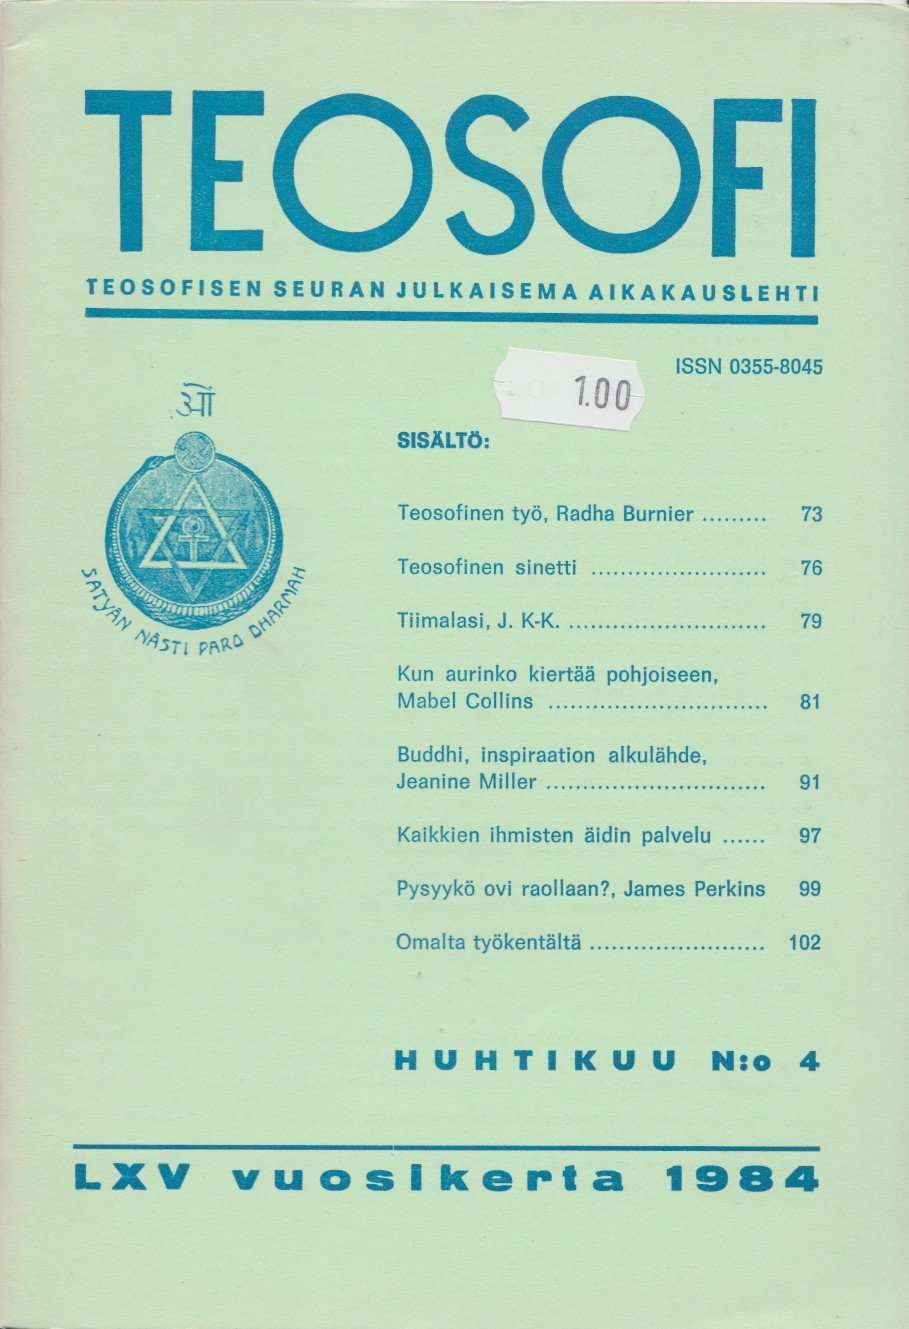 TEOSOFI
TEOSOFISEN SEURAN JULKAISEMA AIKAKAUSLEHTI
ISSN 0355-8045
1.00
SISÄLTÖ:
Teosofinen työ, Radha Burnier ......... 73
Teosofinen sinetti ........................ 76
Tiimalasi, J. K-K. ........................... 79
Kun aurinko kiertää pohjoiseen,
Mabel Collins .............................. 81
Buddhi, inspiraation alkulähde,
Jeanine Miller .............................. 91
Kaikkien ihmisten äidin palvelu ...... 97
Pysyykö ovi raollaan?, James Perkins 99
Omalta työkentältä ........................ 102
ओँ
SATYĀN NĀSTI PARO DHARMAH
HUHTIKUU N:o 4
LXV vuosikerta 1984